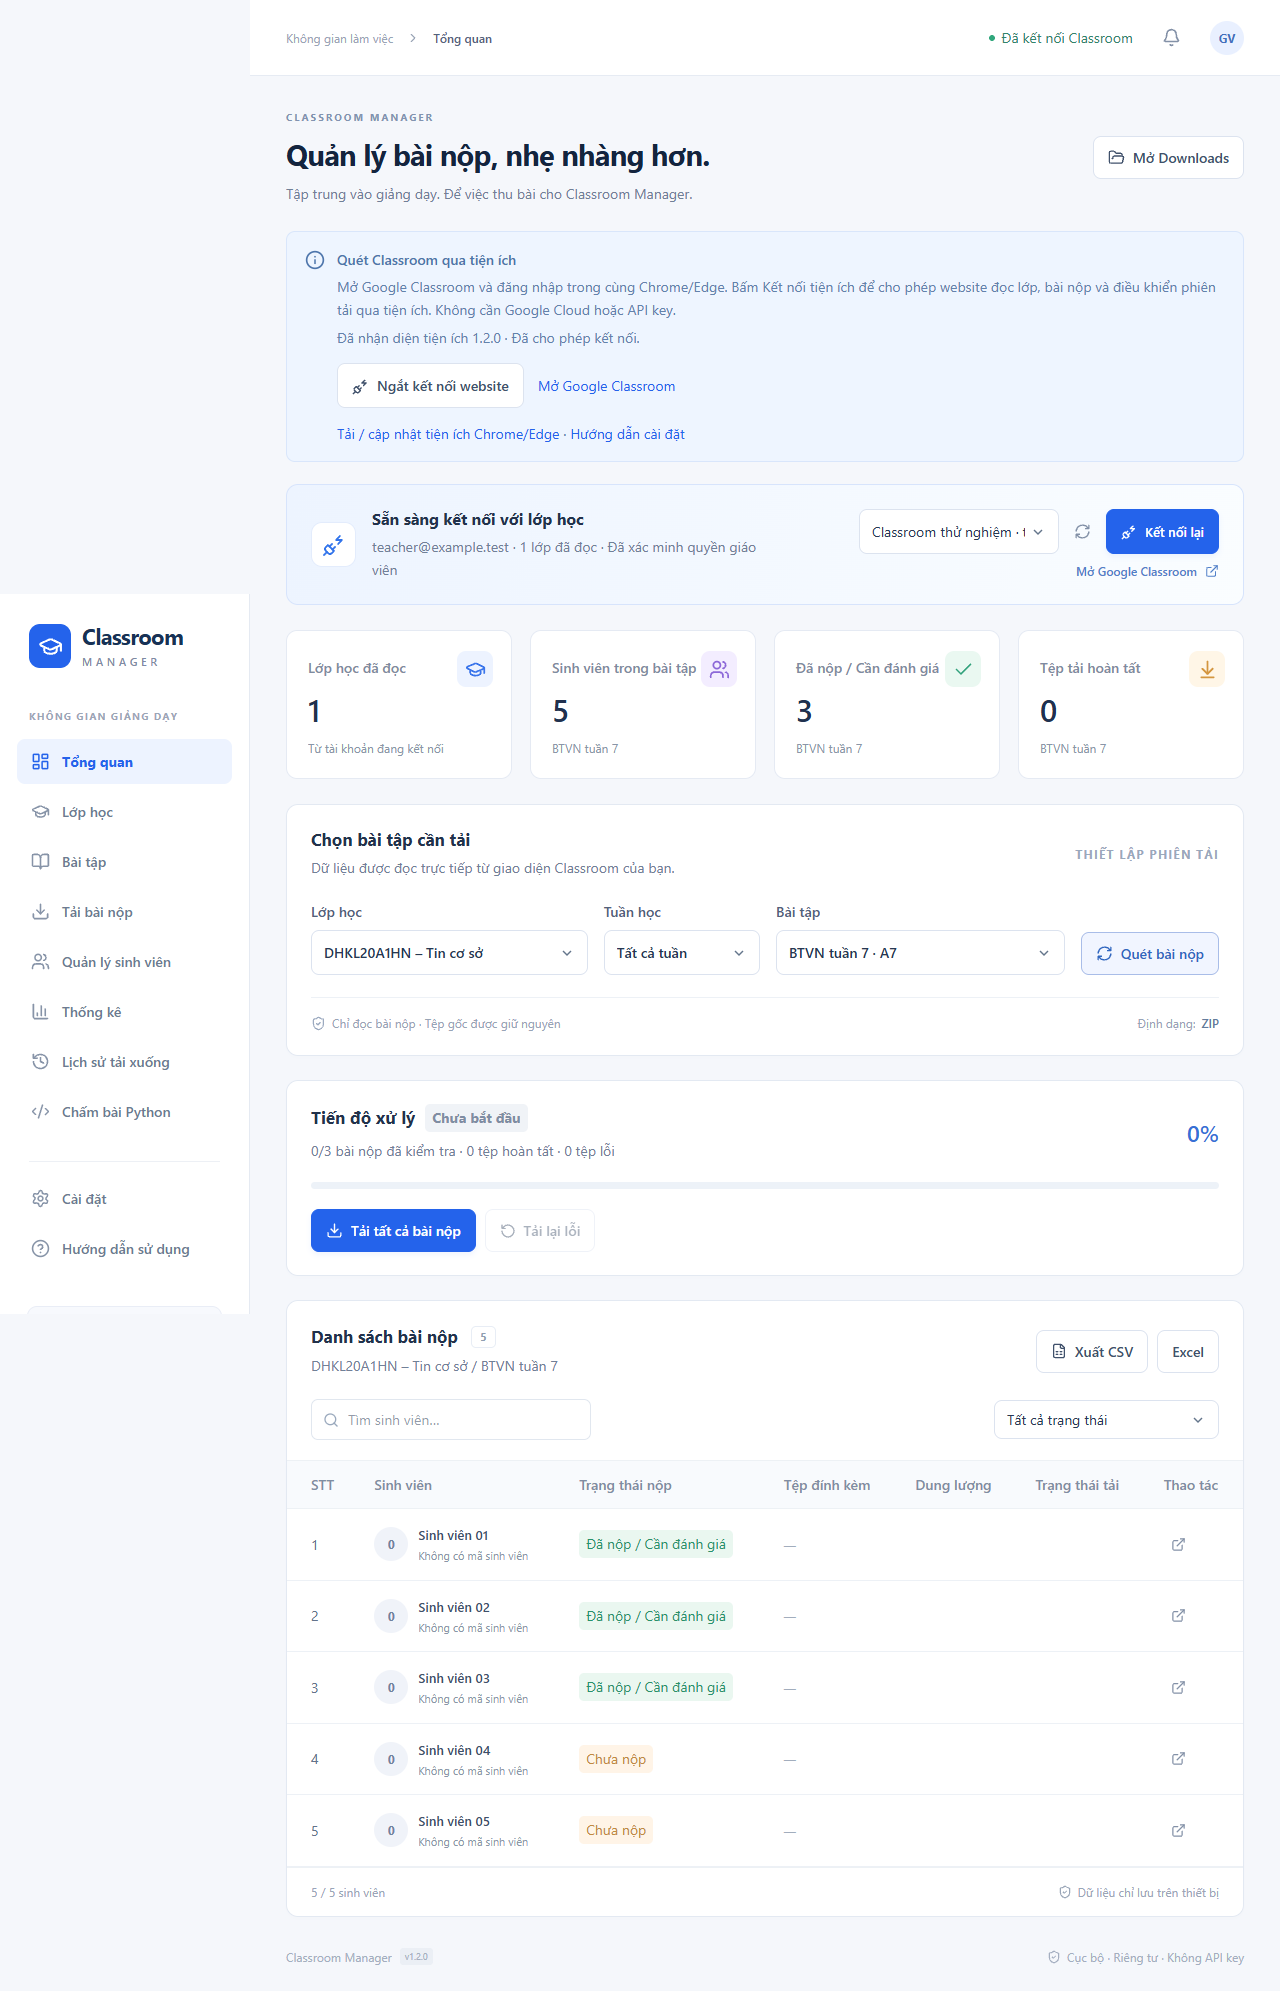 Không gian làm việc > Tổng quan
Đã kết nối Classroom
GV
CLASSROOM MANAGER
Quản lý bài nộp, nhẹ nhàng hơn.
Mở Downloads
Tập trung vào giảng dạy. Để việc thu bài cho Classroom Manager.
Quét Classroom qua tiện ích
Mở Google Classroom và đăng nhập trong cùng Chrome/Edge. Bấm Kết nối tiện ích để cho phép website đọc lớp, bài nộp và điều khiển phiên
tải qua tiện ích. Không cần Google Cloud hoặc API key.
Đã nhận diện tiện ích 1.2.0 · Đã cho phép kết nối.
Ngắt kết nối website
Mở Google Classroom
Tải / cập nhật tiện ích Chrome/Edge · Hướng dẫn cài đặt
Sẵn sàng kết nối với lớp học
teacher@example.test · 1 lớp đã đọc · Đã xác minh quyền giáo
viên
Classroom thử nghiệm · t
Kết nối lại
Mở Google Classroom
Classroom
MANAGER
KHÔNG GIAN GIẢNG DẠY
Tổng quan
Lớp học
Bài tập
Tải bài nộp
Quản lý sinh viên
Thống kê
Lịch sử tải xuống
Chấm bài Python
Cài đặt
Hướng dẫn sử dụng
Lớp học đã đọc
1
Từ tài khoản đang kết nối
Sinh viên trong bài tập
5
BTVN tuần 7
Đã nộp / Cần đánh giá
3
BTVN tuần 7
Tệp tải hoàn tất
0
BTVN tuần 7
Chọn bài tập cần tải
Dữ liệu được đọc trực tiếp từ giao diện Classroom của bạn.
THIẾT LẬP PHIÊN TẢI
Lớp học
DHKL20A1HN – Tin cơ sở
Tuần học
Tất cả tuần
Bài tập
BTVN tuần 7 · A7
Quét bài nộp
Chỉ đọc bài nộp · Tệp gốc được giữ nguyên
Định dạng: ZIP
Tiến độ xử lý
Chưa bắt đầu
0/3 bài nộp đã kiểm tra · 0 tệp hoàn tất · 0 tệp lỗi
0%
Tải tất cả bài nộp
Tải lại lỗi
Danh sách bài nộp
5
DHKL20A1HN – Tin cơ sở / BTVN tuần 7
Xuất CSV
Excel
Tìm sinh viên...
Tất cả trạng thái
STT Sinh viên Trạng thái nộp Tệp đính kèm Dung lượng Trạng thái tải Thao tác
1 0 Sinh viên 01 Đã nộp / Cần đánh giá —
Không có mã sinh viên
2 0 Sinh viên 02 Đã nộp / Cần đánh giá —
Không có mã sinh viên
3 0 Sinh viên 03 Đã nộp / Cần đánh giá —
Không có mã sinh viên
4 0 Sinh viên 04 Chưa nộp —
Không có mã sinh viên
5 0 Sinh viên 05 Chưa nộp —
Không có mã sinh viên
5 / 5 sinh viên
Dữ liệu chỉ lưu trên thiết bị
Classroom Manager v1.2.0
Cục bộ · Riêng tư · Không API key